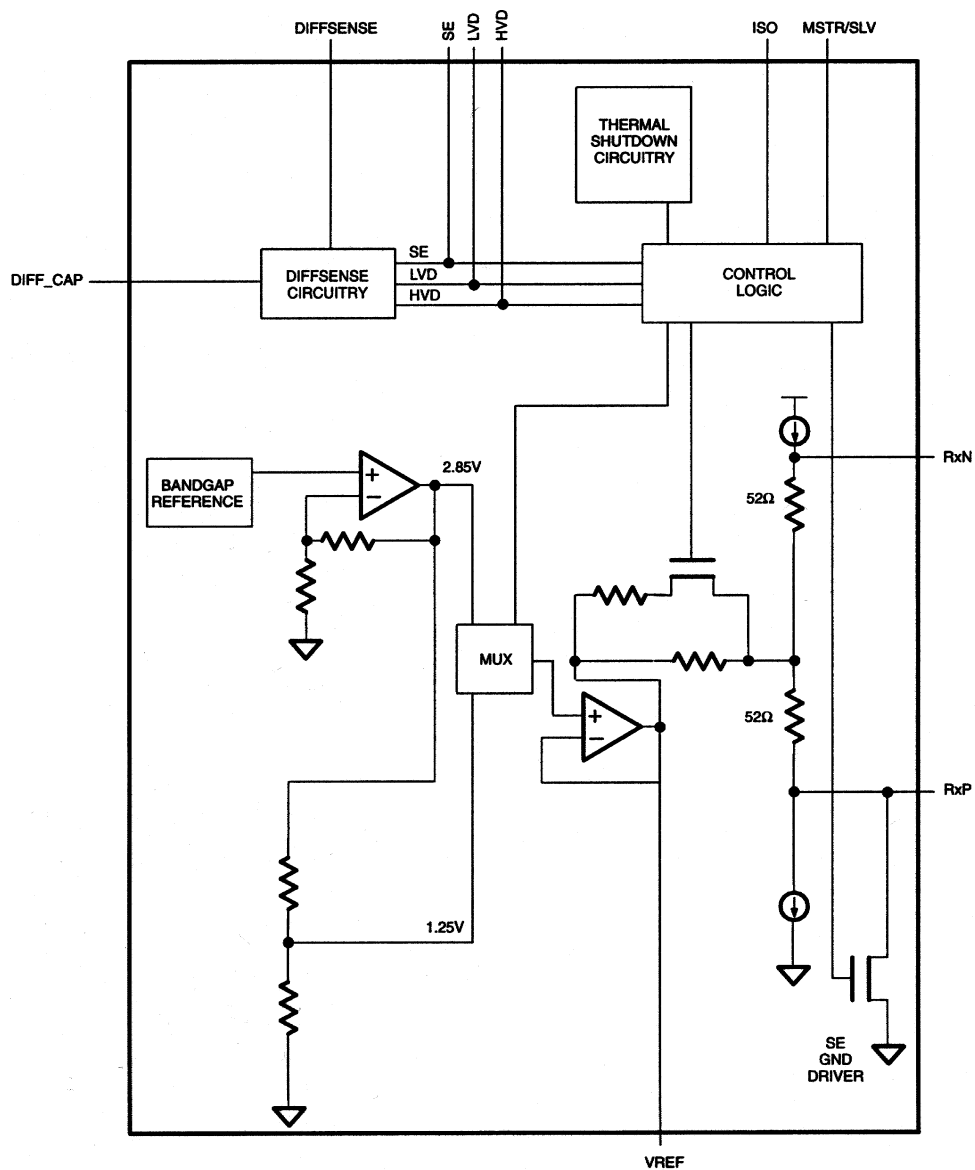 DIFFSENSE
SE
LVD
HVD
ISO
MSTR/SLV
THERMAL
SHUTDOWN
CIRCUITRY
DIFF_CAP
DIFFSENSE
CIRCUITRY
SE
LVD
HVD
CONTROL
LOGIC
BANDGAP
REFERENCE
+
−
2.85V
RxN
52Ω
MUX
+
−
52Ω
RxP
1.25V
SE
GND
DRIVER
VREF